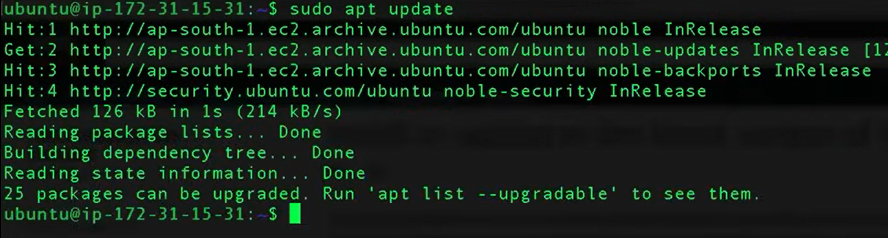 ubuntu@ip-172-31-15-31:~$ sudo apt update
Hit:1 http://ap-south-1.ec2.archive.ubuntu.com/ubuntu noble InRelease
Get:2 http://ap-south-1.ec2.archive.ubuntu.com/ubuntu noble-updates InRelease [12
Hit:3 http://ap-south-1.ec2.archive.ubuntu.com/ubuntu noble-backports InRelease
Hit:4 http://security.ubuntu.com/ubuntu noble-security InRelease
Fetched 126 kB in 1s (214 kB/s)
Reading package lists... Done
Building dependency tree... Done
Reading state information... Done
25 packages can be upgraded. Run 'apt list --upgradable' to see them.
ubuntu@ip-172-31-15-31:~$